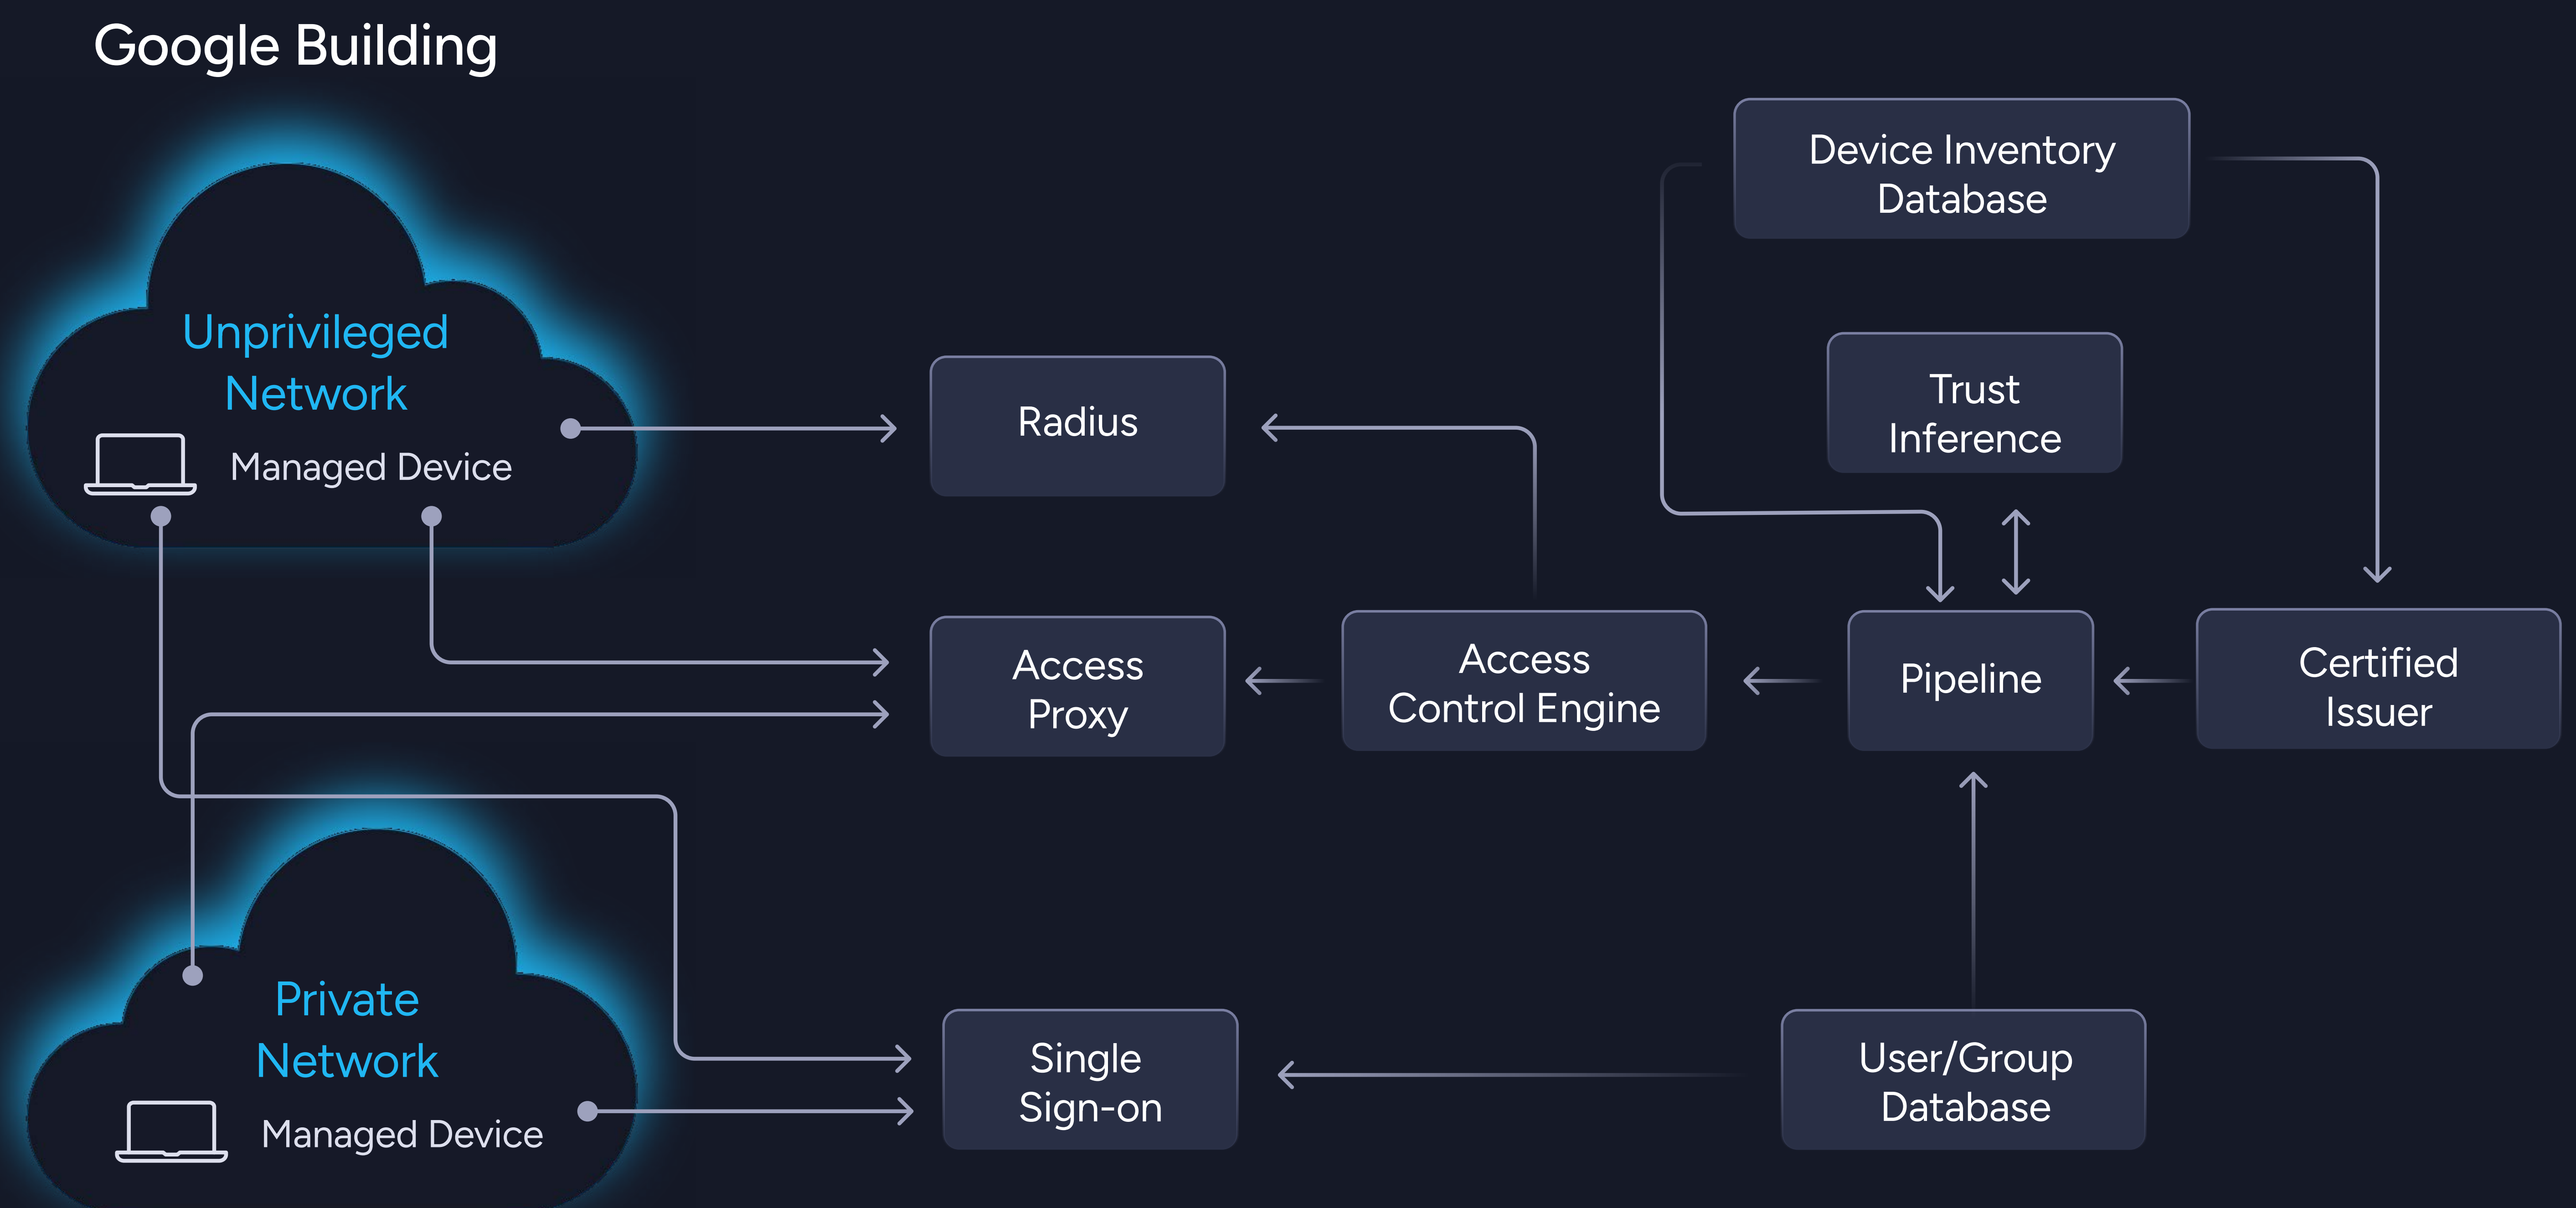 Google Building
Unprivileged
Network
Managed Device
Private
Network
Managed Device
Radius
Access
Proxy
Single
Sign-on
Access
Control Engine
Device Inventory
Database
Trust
Inference
Pipeline
Certified
Issuer
User/Group
Database